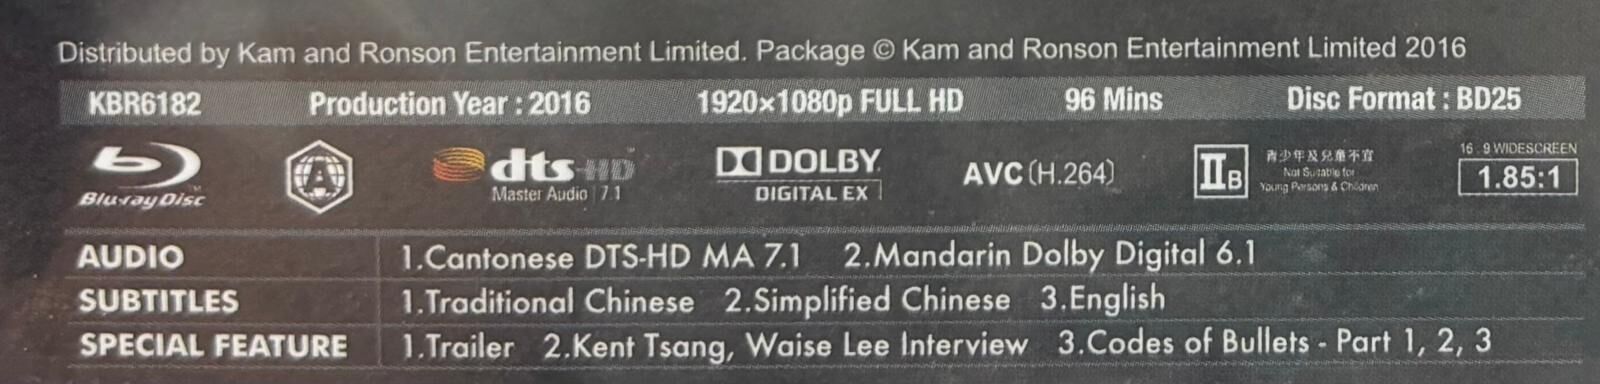 Distributed by Kam and Ronson Entertainment Limited. Package © Kam and Ronson Entertainment Limited 2016
KBR6182 Production Year : 2016 1920×1080p FULL HD 96 Mins Disc Format : BD25
Blu-ray Disc™ A dts-HD™ Master Audio | 7.1 DOLBY DIGITAL EX AVC (H.264) IIB 青少年及兒童不宜 Not Suitable for Young Persons & Children 16:9 WIDESCREEN 1.85:1
AUDIO 1.Cantonese DTS-HD MA 7.1 2.Mandarin Dolby Digital 6.1
SUBTITLES 1.Traditional Chinese 2.Simplified Chinese 3.English
SPECIAL FEATURE 1.Trailer 2.Kent Tsang, Waise Lee Interview 3.Codes of Bullets - Part 1, 2, 3